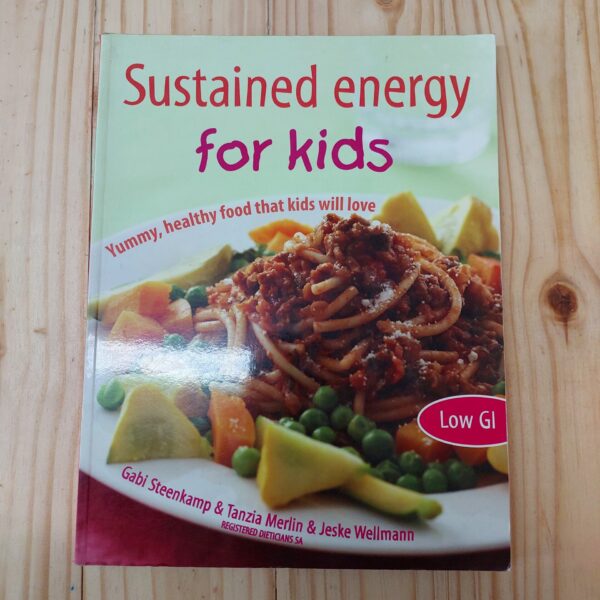 Sustained energy
for kids
Yummy, healthy food that kids will love
Low GI
Gabi Steenkamp & Tanzia Merlin & Jeske Wellmann
REGISTERED DIETICIANS SA